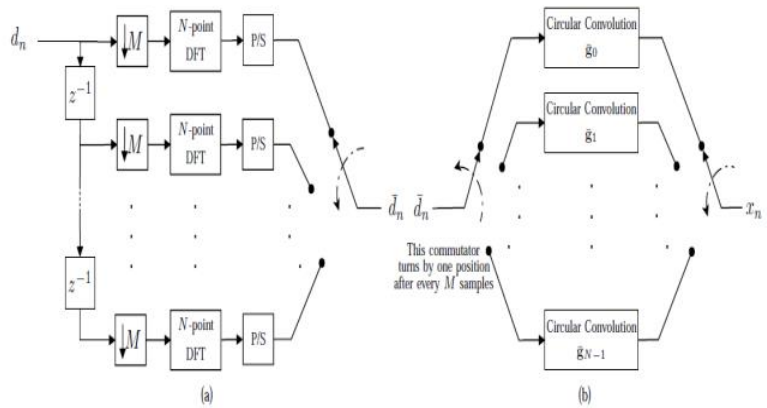 d_n
↓M
N-point
DFT
P/S
z^{-1}
↓M
N-point
DFT
P/S
z^{-1}
↓M
N-point
DFT
P/S
d̄_n
(a)
d̄_n
Circular Convolution
g̈_0
Circular Convolution
g̈_1
This commutator
turns by one position
after every M samples
Circular Convolution
g̈_{N−1}
x_n
(b)